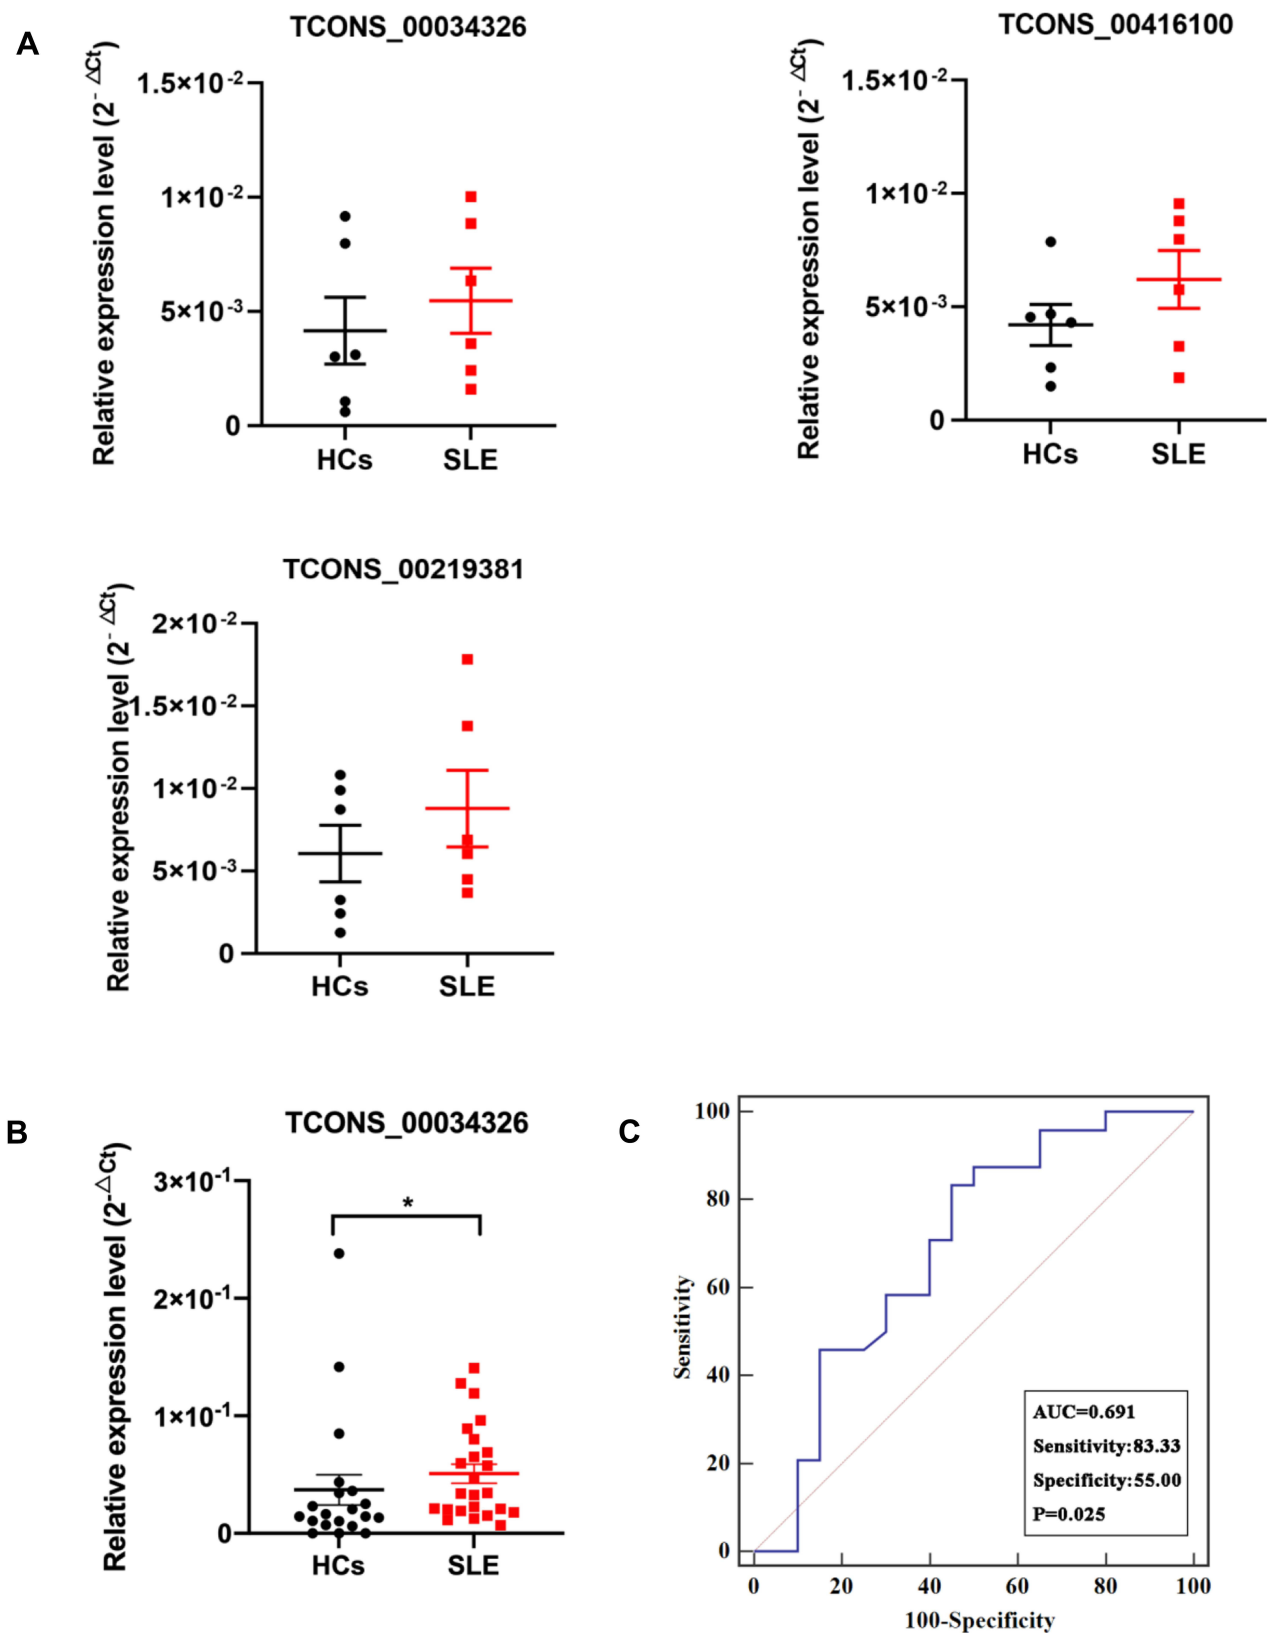 A
TCONS_00034326
Relative expression level (2⁻ ΔCt)
1.5×10⁻²
1×10⁻²
5×10⁻³
0
HCs SLE
TCONS_00416100
Relative expression level (2⁻ ΔCt)
1.5×10⁻²
1×10⁻²
5×10⁻³
0
HCs SLE
TCONS_00219381
Relative expression level (2⁻ ΔCt)
2×10⁻²
1.5×10⁻²
1×10⁻²
5×10⁻³
0
HCs SLE
B
TCONS_00034326
Relative expression level (2⁻ΔCt)
3×10⁻¹
2×10⁻¹
1×10⁻¹
0
*
HCs SLE
C
Sensitivity
100
80
60
40
20
0
AUC=0.691
Sensitivity:83.33
Specificity:55.00
P=0.025
0 20 40 60 80 100
100-Specificity